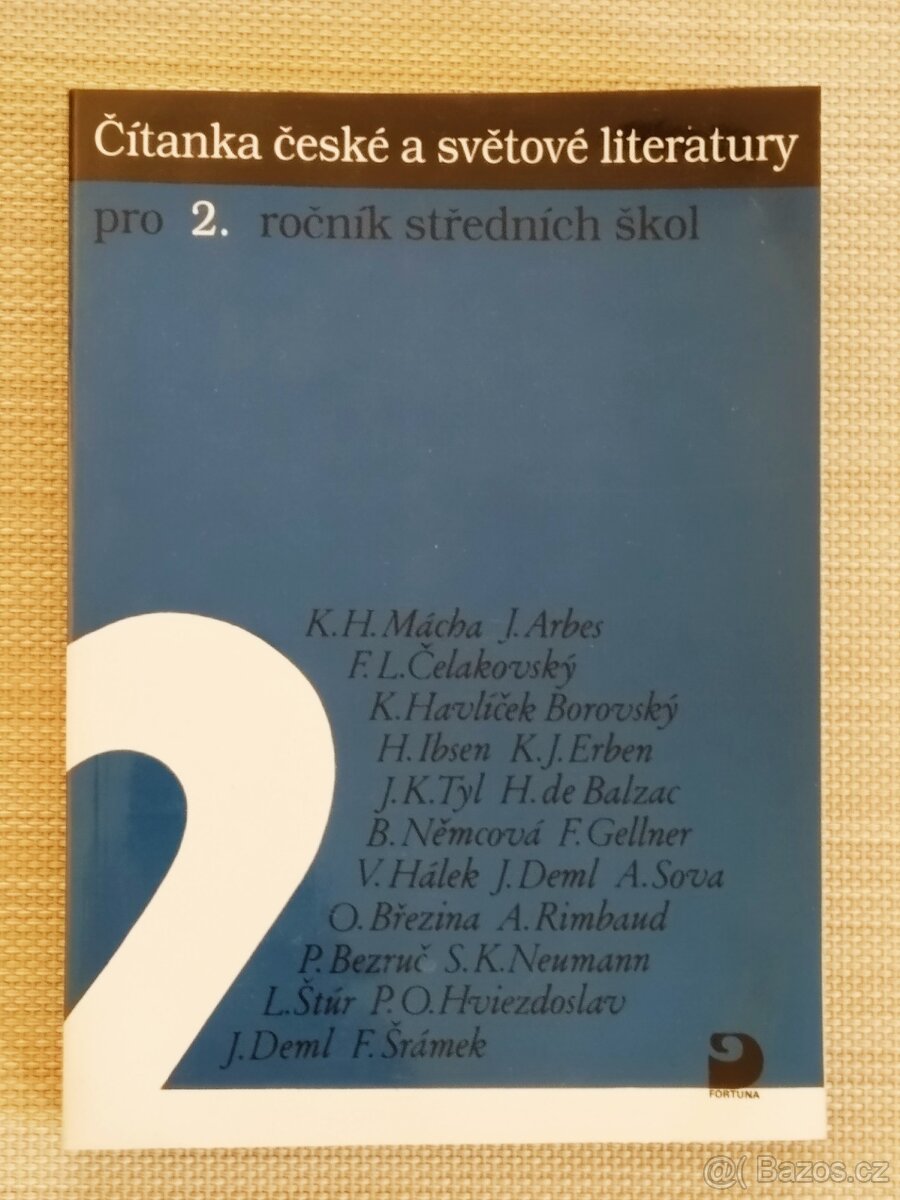 Čítanka české a světové literatury
pro 2. ročník středních škol
K. H. Mácha J. Arbes
F. L. Čelakovský
K. Havlíček Borovský
H. Ibsen K. J. Erben
J. K. Tyl H. de Balzac
B. Němcová F. Gellner
V. Hálek J. Deml A. Sova
O. Březina A. Rimbaud
P. Bezruč S. K. Neumann
L. Štúr P. O. Hviezdoslav
J. Deml F. Šrámek
2
FORTUNA
@( Bazos.cz